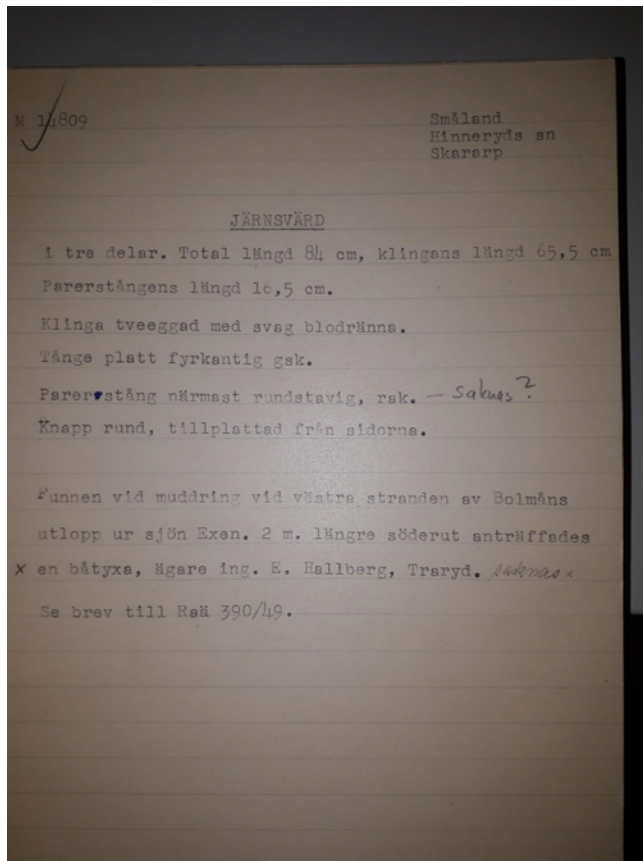 M 14809
Småland
Hinneryds sn
Skararp
JÄRNSVÄRD
i tre delar. Total längd 84 cm, klingans längd 65,5 cm
Parerstångens längd 16,5 cm.
Klinga tveeggad med svag blodränna.
Tånge platt fyrkantig gsk.
Parerstång närmast rundstavig, rak. — saknas?
Knapp rund, tillplattad från sidorna.
Funnen vid muddring vid västra stranden av Bolmåns
utlopp ur sjön Exen. 2 m. längre söderut anträffades
x en båtyxa, ägare ing. E. Hallberg, Traryd. saknas x
Se brev till Raä 390/49.